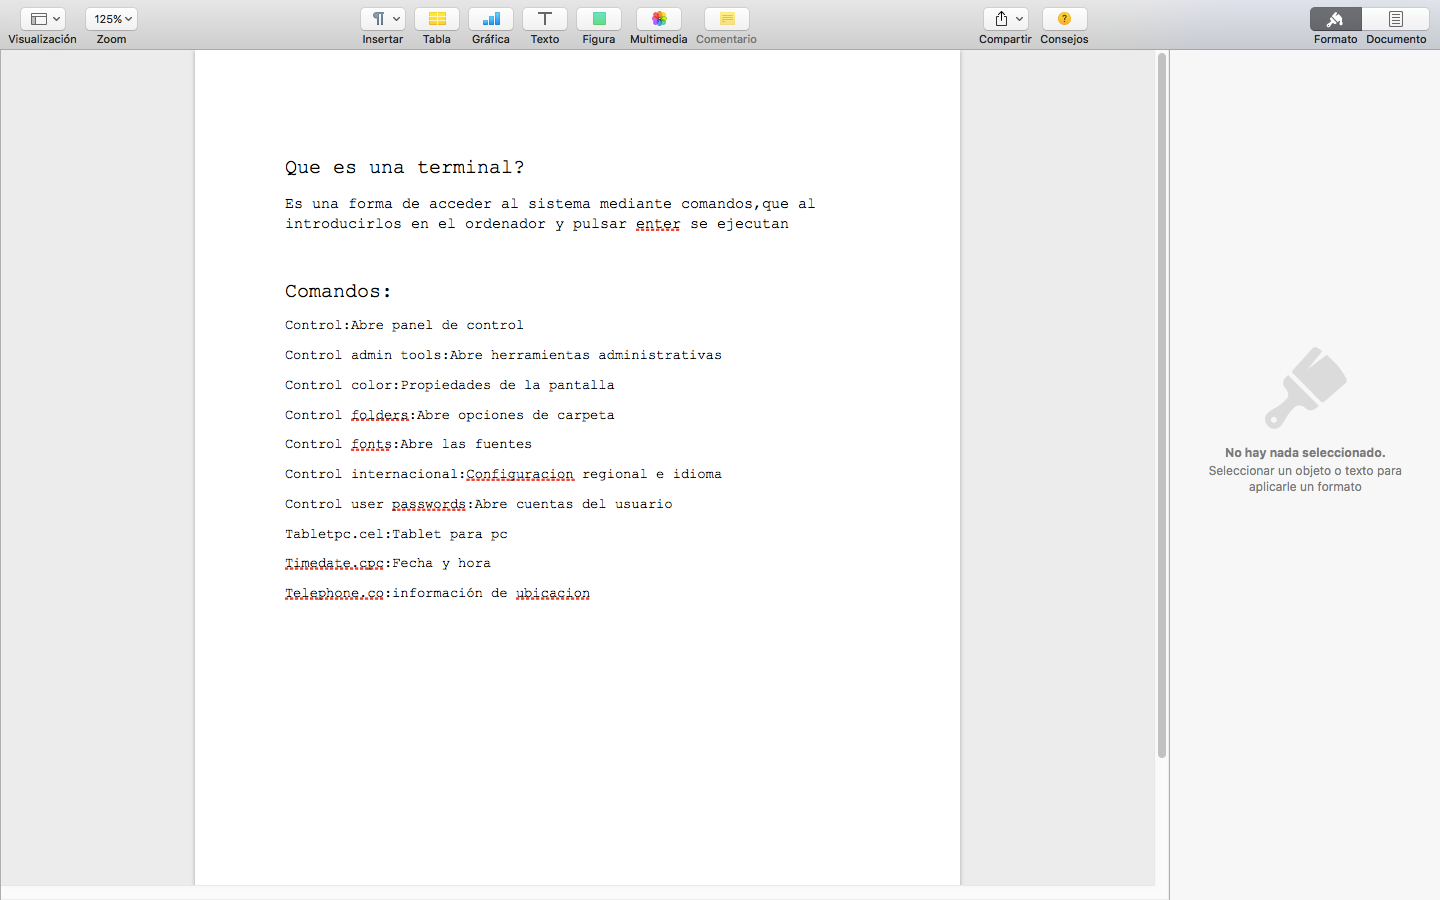 125%
Visualización Zoom Insertar Tabla Gráfica Texto Figura Multimedia Comentario Compartir Consejos Formato Documento
Que es una terminal?
Es una forma de acceder al sistema mediante comandos,que al
introducirlos en el ordenador y pulsar enter se ejecutan
Comandos:
Control:Abre panel de control
Control admin tools:Abre herramientas administrativas
Control color:Propiedades de la pantalla
Control folders:Abre opciones de carpeta
Control fonts:Abre las fuentes
Control internacional:Configuracion regional e idioma
Control user passwords:Abre cuentas del usuario
Tabletpc.cel:Tablet para pc
Timedate.cpc:Fecha y hora
Telephone.co:información de ubicacion
No hay nada seleccionado.
Seleccionar un objeto o texto para
aplicarle un formato